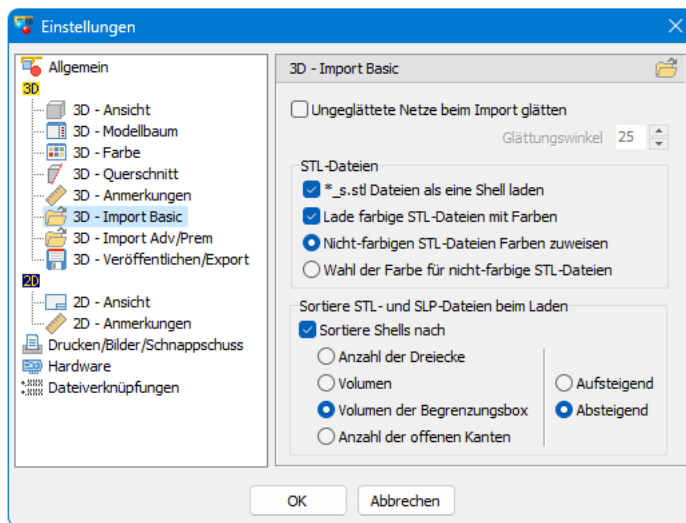 Einstellungen
Allgemein
3D
3D - Ansicht
3D - Modellbaum
3D - Farbe
3D - Querschnitt
3D - Anmerkungen
3D - Import Basic
3D - Import Adv/Prem
3D - Veröffentlichen/Export
2D
2D - Ansicht
2D - Anmerkungen
Drucken/Bilder/Schnappschuss
Hardware
Dateiverknüpfungen
3D - Import Basic
Ungeglättete Netze beim Import glätten
Glättungswinkel 25
STL-Dateien
*_s.stl Dateien als eine Shell laden
Lade farbige STL-Dateien mit Farben
Nicht-farbigen STL-Dateien Farben zuweisen
Wahl der Farbe für nicht-farbige STL-Dateien
Sortiere STL- und SLP-Dateien beim Laden
Sortiere Shells nach
Anzahl der Dreiecke
Volumen
Volumen der Begrenzungsbox
Anzahl der offenen Kanten
Aufsteigend
Absteigend
OK
Abbrechen